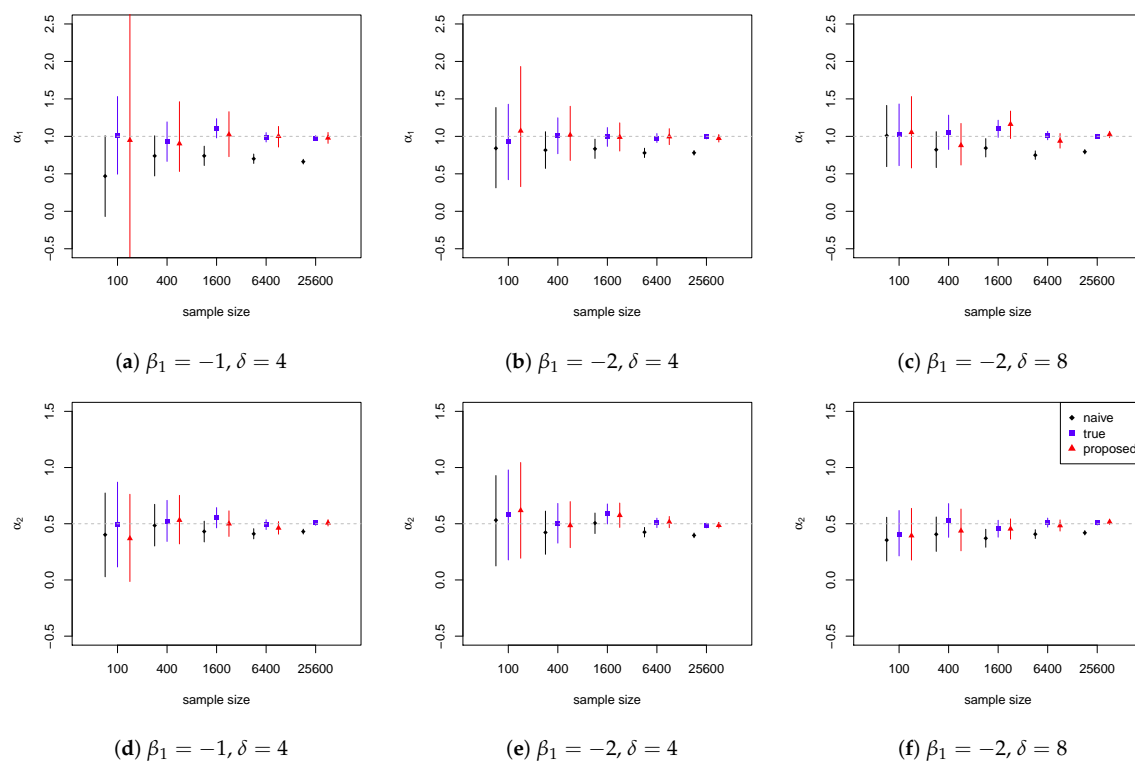 2.5
2.0
1.5
1.0
0.5
0.0
−0.5
α1
100 400 1600 6400 25600
sample size
(a) β1 = −1, δ = 4
2.5
2.0
1.5
1.0
0.5
0.0
−0.5
α1
100 400 1600 6400 25600
sample size
(b) β1 = −2, δ = 4
2.5
2.0
1.5
1.0
0.5
0.0
−0.5
α1
100 400 1600 6400 25600
sample size
(c) β1 = −2, δ = 8
1.5
1.0
0.5
0.0
−0.5
α2
100 400 1600 6400 25600
sample size
(d) β1 = −1, δ = 4
1.5
1.0
0.5
0.0
−0.5
α2
100 400 1600 6400 25600
sample size
(e) β1 = −2, δ = 4
1.5
1.0
0.5
0.0
−0.5
α2
naive
true
proposed
100 400 1600 6400 25600
sample size
(f) β1 = −2, δ = 8